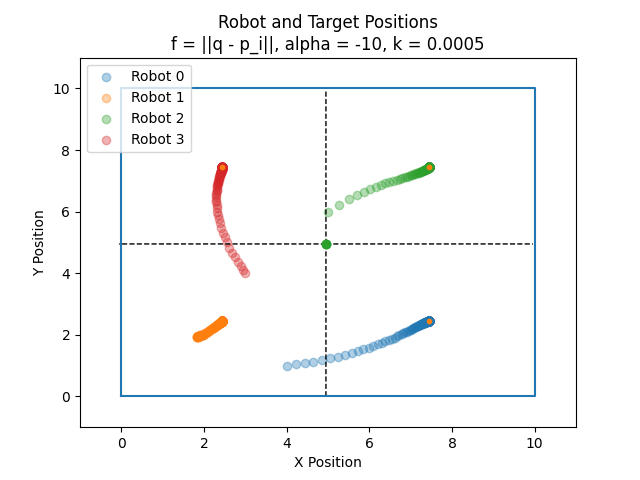 Robot and Target Positions
f = ||q - p_i||, alpha = -10, k = 0.0005
Robot 0
Robot 1
Robot 2
Robot 3
10
8
6
4
2
0
Y Position
0 2 4 6 8 10
X Position